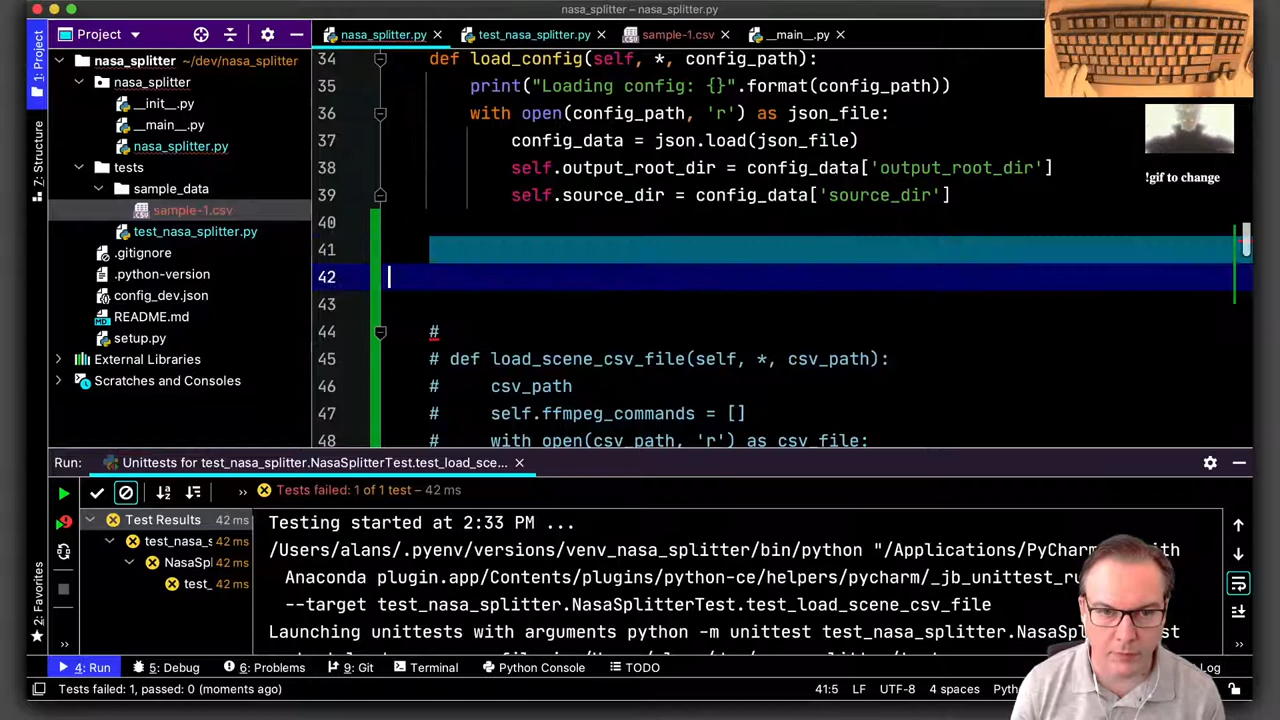 nasa_splitter – nasa_splitter.py
Project
nasa_splitter.py
test_nasa_splitter.py
sample-1.csv
__main__.py
1: Project
7: Structure
2: Favorites
nasa_splitter ~/dev/nasa_splitter
nasa_splitter
__init__.py
__main__.py
nasa_splitter.py
tests
sample_data
sample-1.csv
test_nasa_splitter.py
.gitignore
.python-version
config_dev.json
README.md
setup.py
External Libraries
Scratches and Consoles
34 def load_config(self, *, config_path):
35 print("Loading config: {}".format(config_path))
36 with open(config_path, 'r') as json_file:
37 config_data = json.load(json_file)
38 self.output_root_dir = config_data['output_root_dir']
39 self.source_dir = config_data['source_dir']
40
41
42
43
44 #
45 # def load_scene_csv_file(self, *, csv_path):
46 # csv_path
47 # self.ffmpeg_commands = []
48 # with open(csv_path, 'r') as csv_file:
!gif to change
Run: Unittests for test_nasa_splitter.NasaSplitterTest.test_load_sce...
» Tests failed: 1 of 1 test – 42 ms
Test Results 42 ms
test_nasa_s 42 ms
NasaSpl 42 ms
test_ 42 ms
Testing started at 2:33 PM ...
/Users/alans/.pyenv/versions/venv_nasa_splitter/bin/python "/Applications/PyCharm
ith
Anaconda plugin.app/Contents/plugins/python-ce/helpers/pycharm/_jb_unittest_ru
--target test_nasa_splitter.NasaSplitterTest.test_load_scene_csv_file
Launching unittests with arguments python -m unittest test_nasa_splitter.NasaSp
Test
4: Run
5: Debug
6: Problems
9: Git
Terminal
Python Console
TODO
Log
Tests failed: 1, passed: 0 (moments ago)
41:5 LF UTF-8 4 spaces Pyth